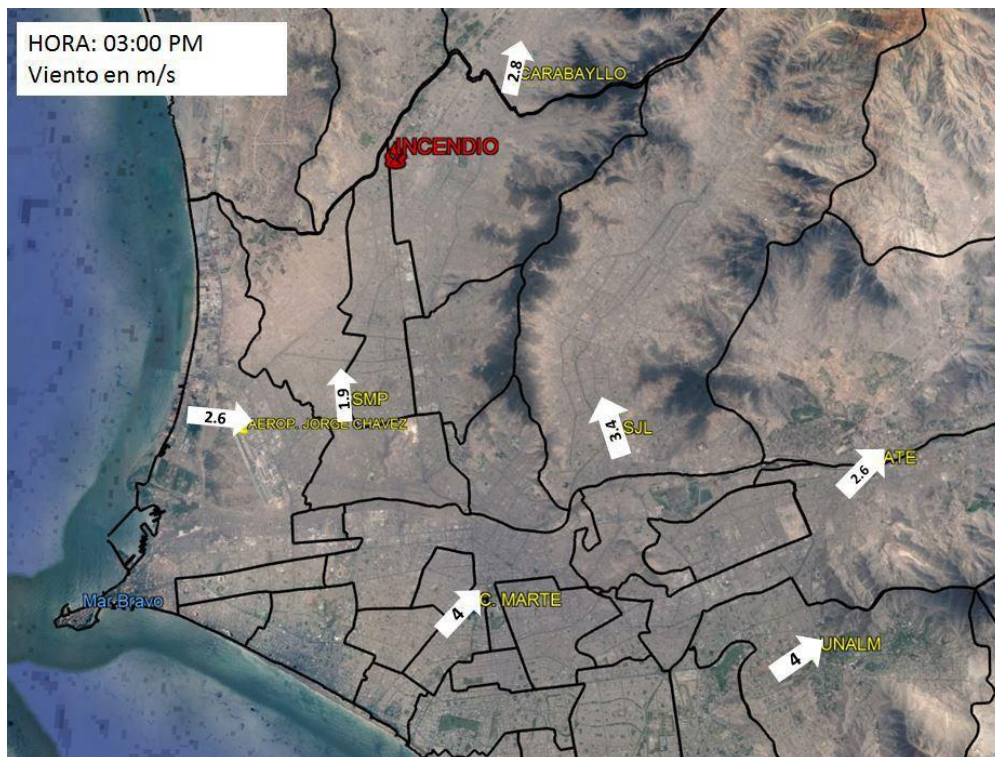 HORA: 03:00 PM
Viento en m/s
2.8
CARABAYLLO
INCENDIO
1.9
SMP
2.6
AEROP. JORGE CHAVEZ
3.4
SJL
2.6
ATE
Mar Bravo
4
C. MARTE
4
UNALM